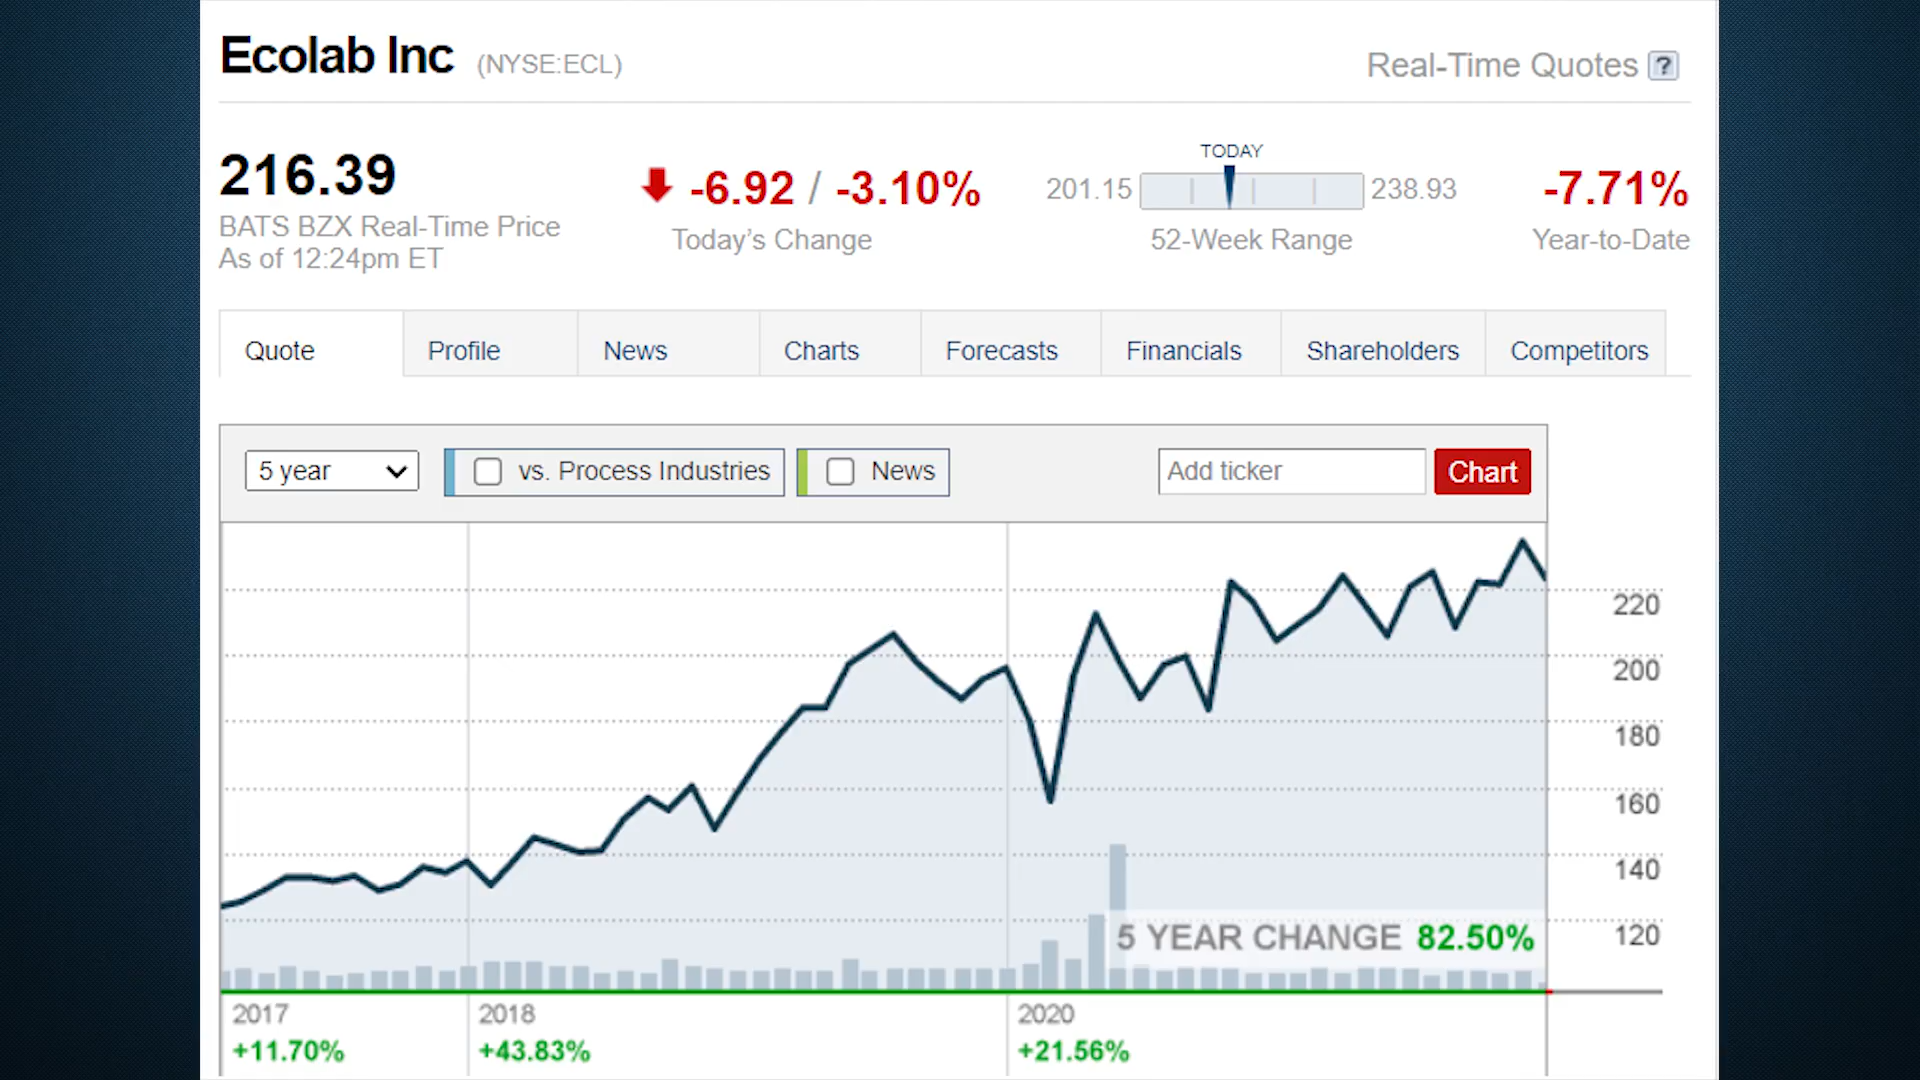 Ecolab Inc (NYSE:ECL)
Real-Time Quotes ?
216.39
BATS BZX Real-Time Price
As of 12:24pm ET
-6.92 / -3.10%
Today's Change
TODAY
201.15 238.93
52-Week Range
-7.71%
Year-to-Date
Quote Profile News Charts Forecasts Financials Shareholders Competitors
5 year vs. Process Industries News Add ticker Chart
220
200
180
160
140
120
5 YEAR CHANGE 82.50%
2017 2018 2020
+11.70% +43.83% +21.56%